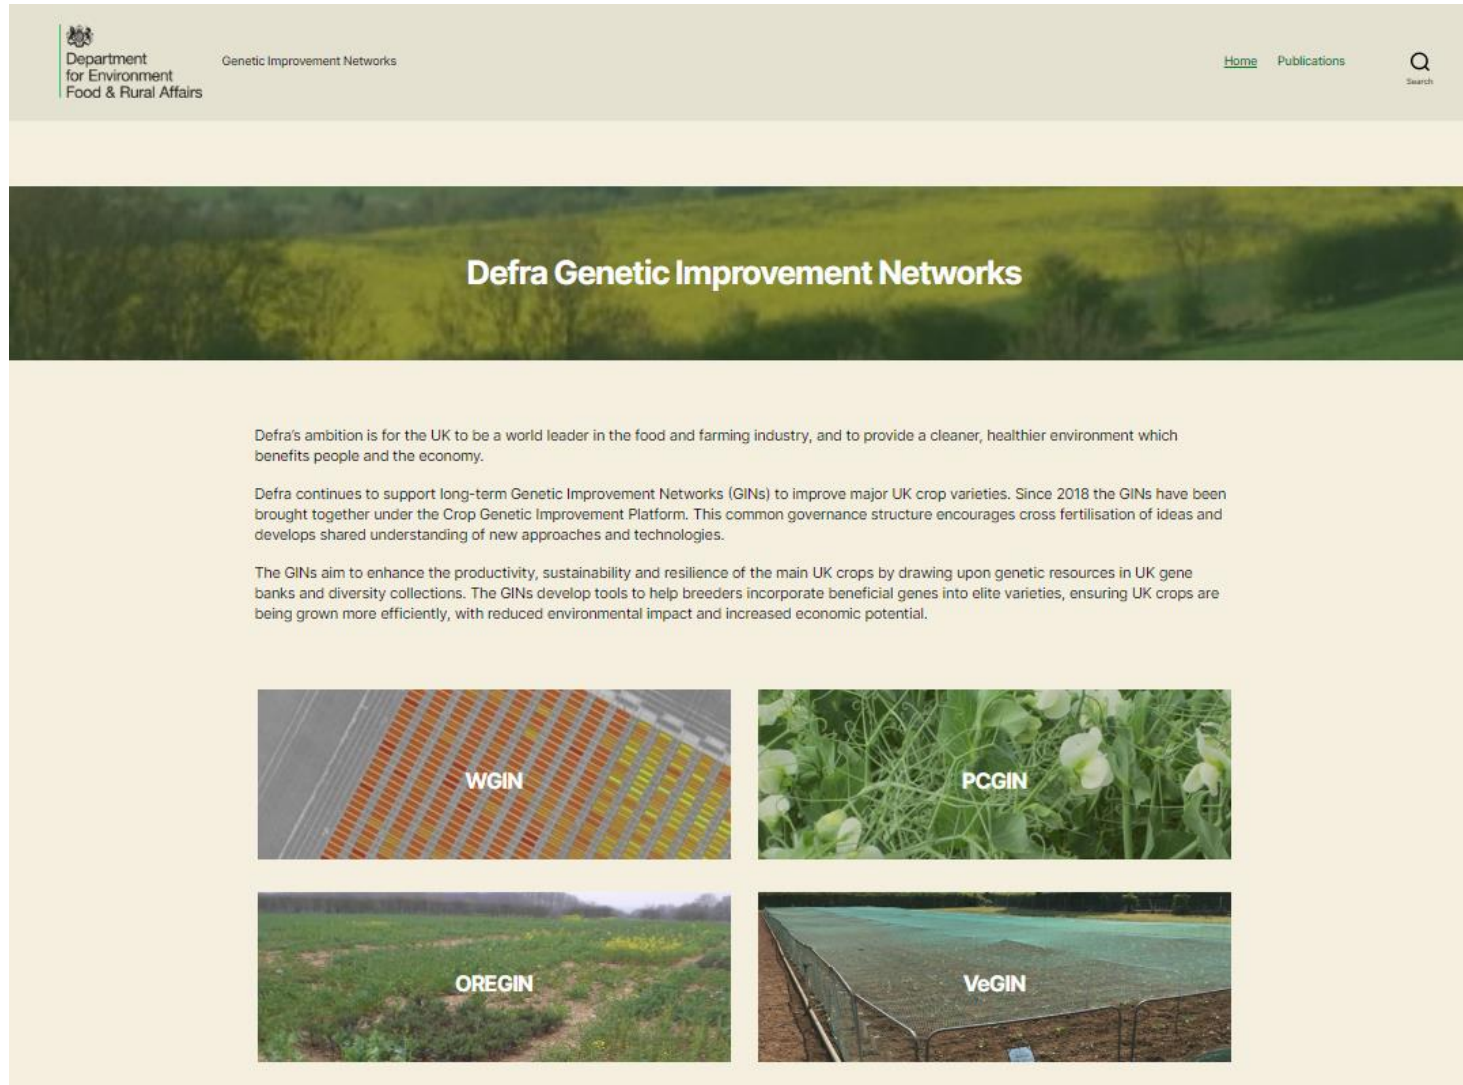 Department
for Environment
Food & Rural Affairs
Genetic Improvement Networks
Home
Publications
Search
Defra Genetic Improvement Networks
Defra's ambition is for the UK to be a world leader in the food and farming industry, and to provide a cleaner, healthier environment which
benefits people and the economy.
Defra continues to support long-term Genetic Improvement Networks (GINs) to improve major UK crop varieties. Since 2018 the GINs have been
brought together under the Crop Genetic Improvement Platform. This common governance structure encourages cross fertilisation of ideas and
develops shared understanding of new approaches and technologies.
The GINs aim to enhance the productivity, sustainability and resilience of the main UK crops by drawing upon genetic resources in UK gene
banks and diversity collections. The GINs develop tools to help breeders incorporate beneficial genes into elite varieties, ensuring UK crops are
being grown more efficiently, with reduced environmental impact and increased economic potential.
WGIN
PCGIN
OREGIN
VeGIN